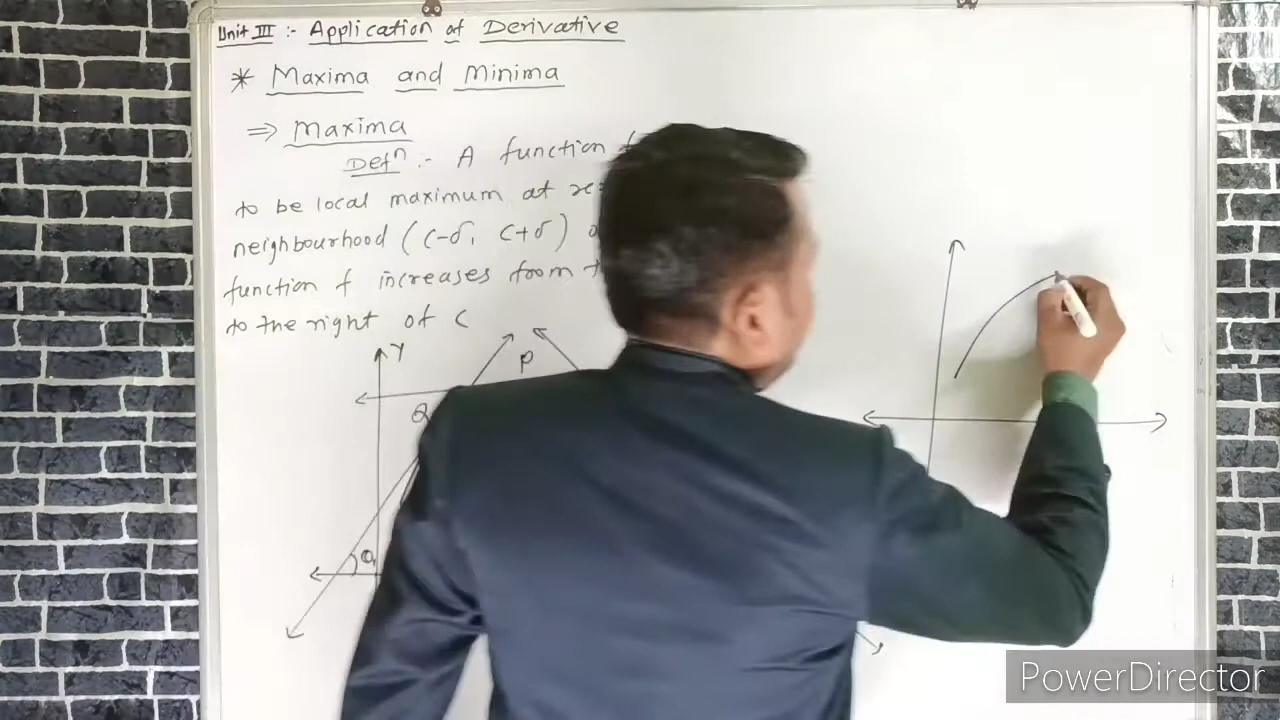 Unit III :- Application of Derivative
* Maxima and Minima
⇒ Maxima
Defⁿ :- A function f
to be local maximum at x=
neighbourhood (c-δ, c+δ)
function f increases from t
to the right of c
Y
P
Q
θ₁
PowerDirector